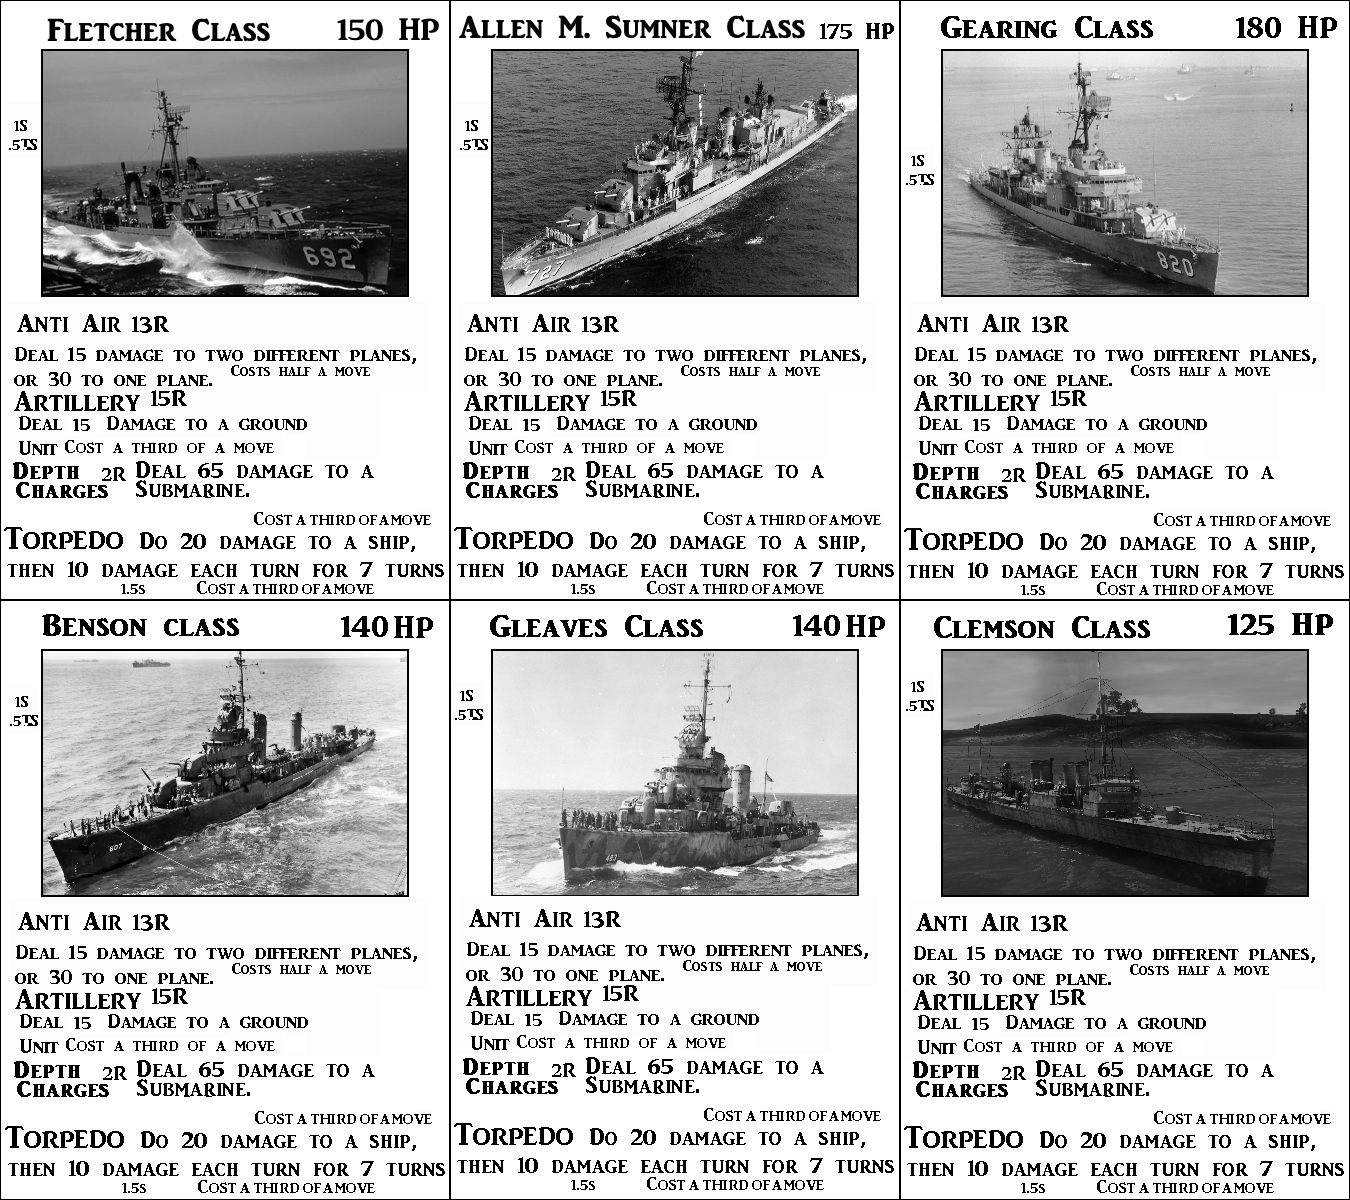 Fletcher Class 150 HP
1S
.5TS
692
Anti Air 13R
Deal 15 damage to two different planes,
or 30 to one plane. Costs half a move
Artillery 15R
Deal 15 Damage to a ground
Unit Cost a third of a move
Depth 2R Deal 65 damage to a
Charges Submarine.
Cost a third of a move
Torpedo Do 20 damage to a ship,
then 10 damage each turn for 7 turns
1.5s Cost a third of a move
Allen M. Sumner Class 175 HP
1S
.5TS
727
Anti Air 13R
Deal 15 damage to two different planes,
or 30 to one plane. Costs half a move
Artillery 15R
Deal 15 Damage to a ground
Unit Cost a third of a move
Depth 2R Deal 65 damage to a
Charges Submarine.
Cost a third of a move
Torpedo Do 20 damage to a ship,
then 10 damage each turn for 7 turns
1.5s Cost a third of a move
Gearing Class 180 HP
1S
.5TS
820
Anti Air 13R
Deal 15 damage to two different planes,
or 30 to one plane. Costs half a move
Artillery 15R
Deal 15 Damage to a ground
Unit Cost a third of a move
Depth 2R Deal 65 damage to a
Charges Submarine.
Cost a third of a move
Torpedo Do 20 damage to a ship,
then 10 damage each turn for 7 turns
1.5s Cost a third of a move
Benson class 140 HP
1S
.5TS
607
Anti Air 13R
Deal 15 damage to two different planes,
or 30 to one plane. Costs half a move
Artillery 15R
Deal 15 Damage to a ground
Unit Cost a third of a move
Depth 2R Deal 65 damage to a
Charges Submarine.
Cost a third of a move
Torpedo Do 20 damage to a ship,
then 10 damage each turn for 7 turns
1.5s Cost a third of a move
Gleaves Class 140 HP
1S
.5TS
483
Anti Air 13R
Deal 15 damage to two different planes,
or 30 to one plane. Costs half a move
Artillery 15R
Deal 15 Damage to a ground
Unit Cost a third of a move
Depth 2R Deal 65 damage to a
Charges Submarine.
Cost a third of a move
Torpedo Do 20 damage to a ship,
then 10 damage each turn for 7 turns
1.5s Cost a third of a move
Clemson Class 125 HP
1S
.5TS
Anti Air 13R
Deal 15 damage to two different planes,
or 30 to one plane. Costs half a move
Artillery 15R
Deal 15 Damage to a ground
Unit Cost a third of a move
Depth 2R Deal 65 damage to a
Charges Submarine.
Cost a third of a move
Torpedo Do 20 damage to a ship,
then 10 damage each turn for 7 turns
1.5s Cost a third of a move